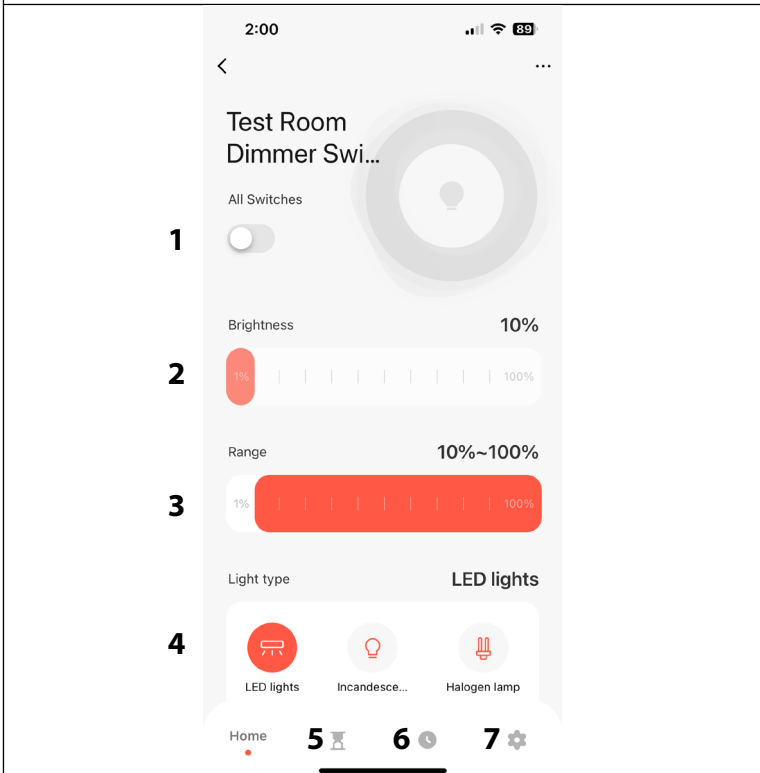 2:00 89
Test Room
Dimmer Swi...
All Switches
1
Brightness 10%
2 1% 100%
Range 10%~100%
3 1% 100%
Light type LED lights
4
LED lights Incandesce... Halogen lamp
Home 5 6 7